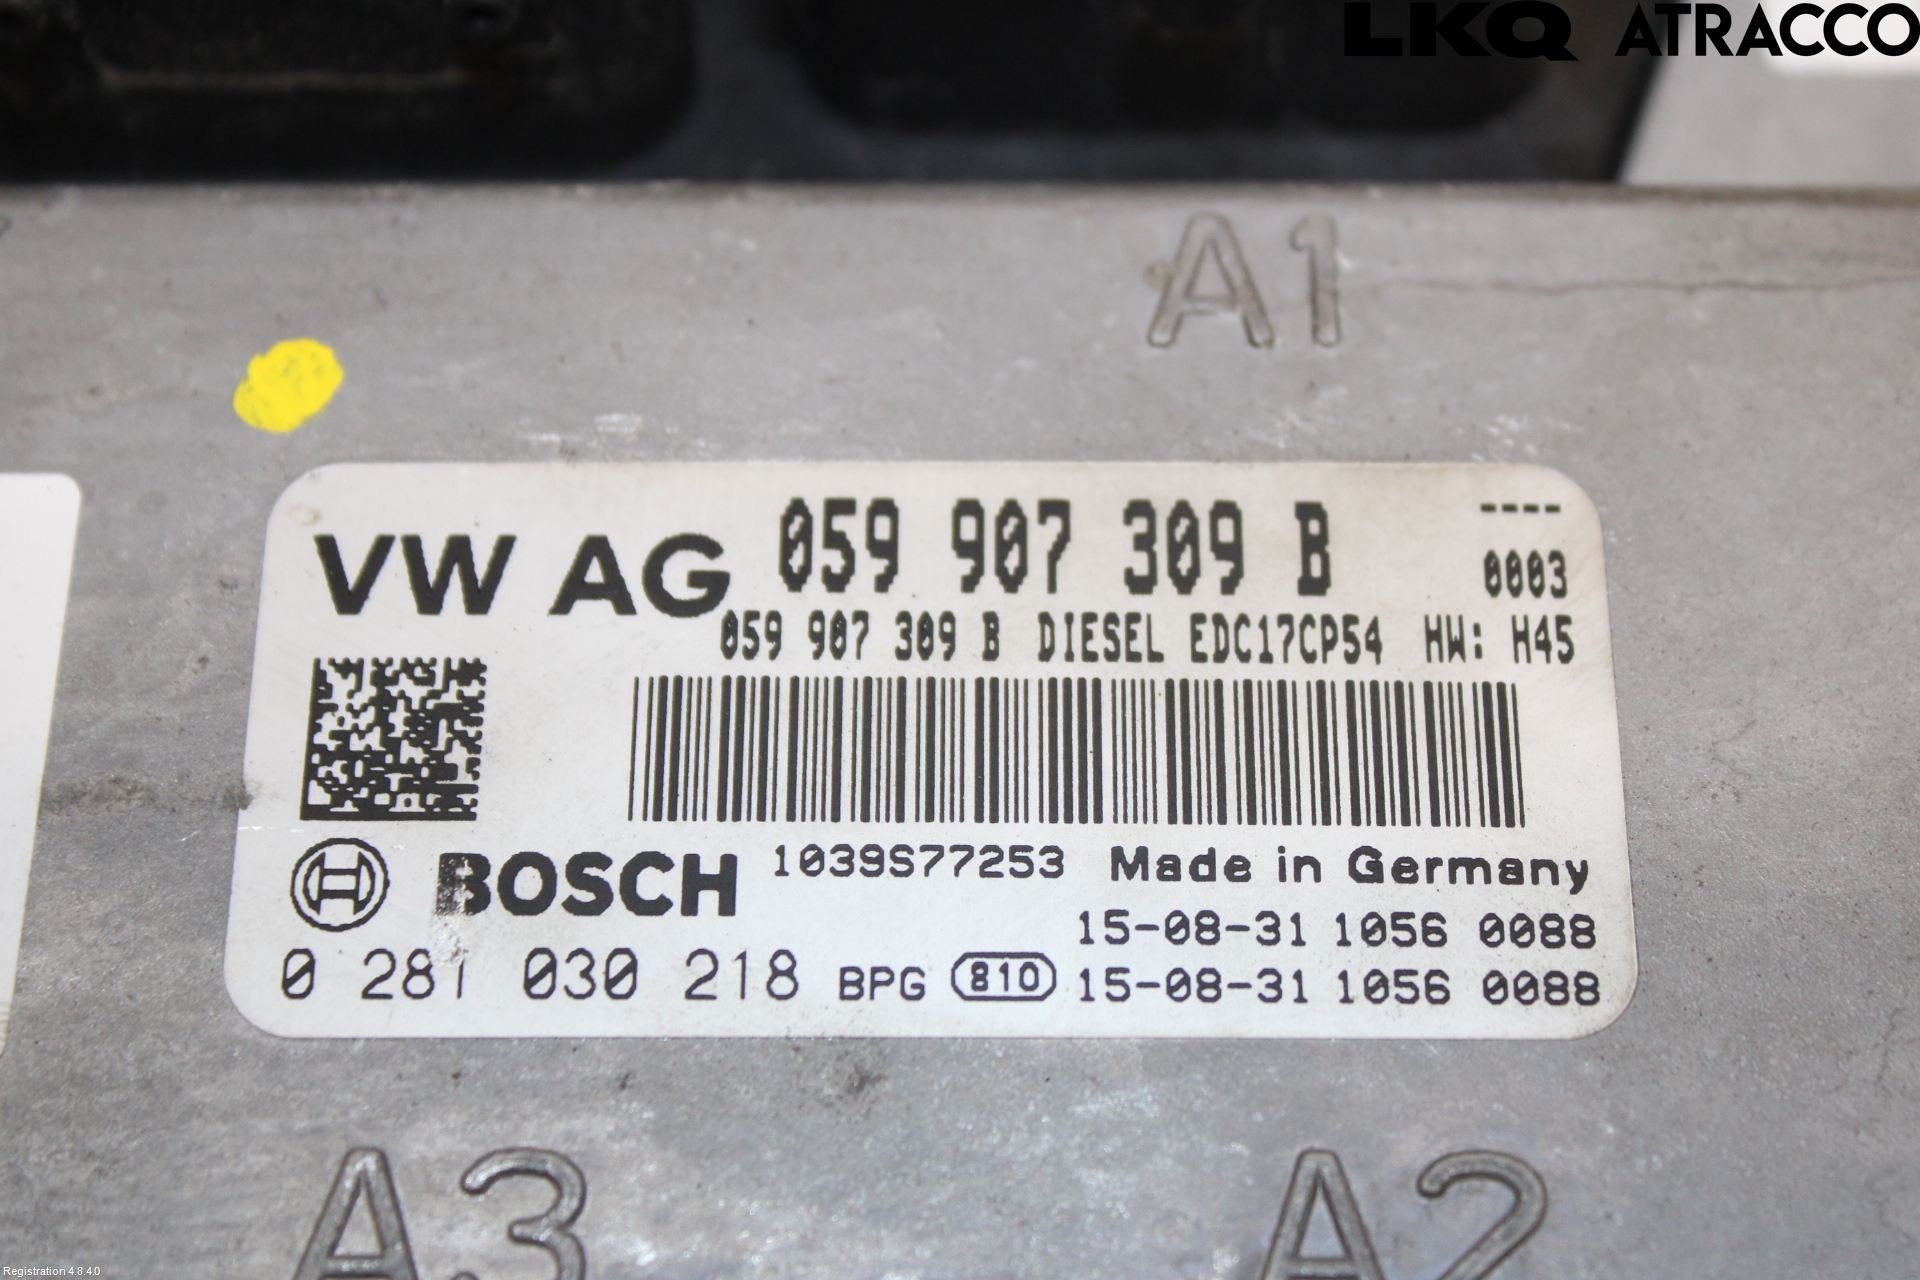 LKQ ATRACCO
A1
VW AG 059 907 309 B ----
0003
059 907 309 B DIESEL EDC17CP54 HW: H45
BOSCH 1039S77253 Made in Germany
15-08-31 1056 0088
0 281 030 218 BPG 810 15-08-31 1056 0088
A3 A2
Registration 4.8.4.0